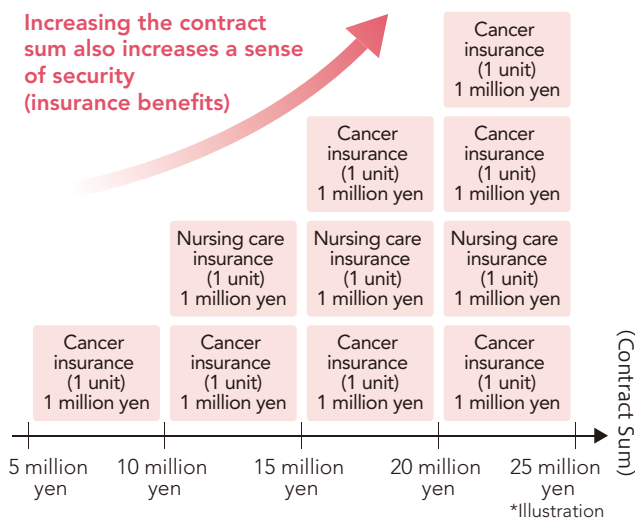 Increasing the contract
sum also increases a sense
of security
(insurance benefits)
Cancer
insurance
(1 unit)
1 million yen
Cancer
insurance
(1 unit)
1 million yen
Cancer
insurance
(1 unit)
1 million yen
Nursing care
insurance
(1 unit)
1 million yen
Nursing care
insurance
(1 unit)
1 million yen
Nursing care
insurance
(1 unit)
1 million yen
Cancer
insurance
(1 unit)
1 million yen
Cancer
insurance
(1 unit)
1 million yen
Cancer
insurance
(1 unit)
1 million yen
Cancer
insurance
(1 unit)
1 million yen
(Contract Sum)
5 million
yen
10 million
yen
15 million
yen
20 million
yen
25 million
yen
*Illustration